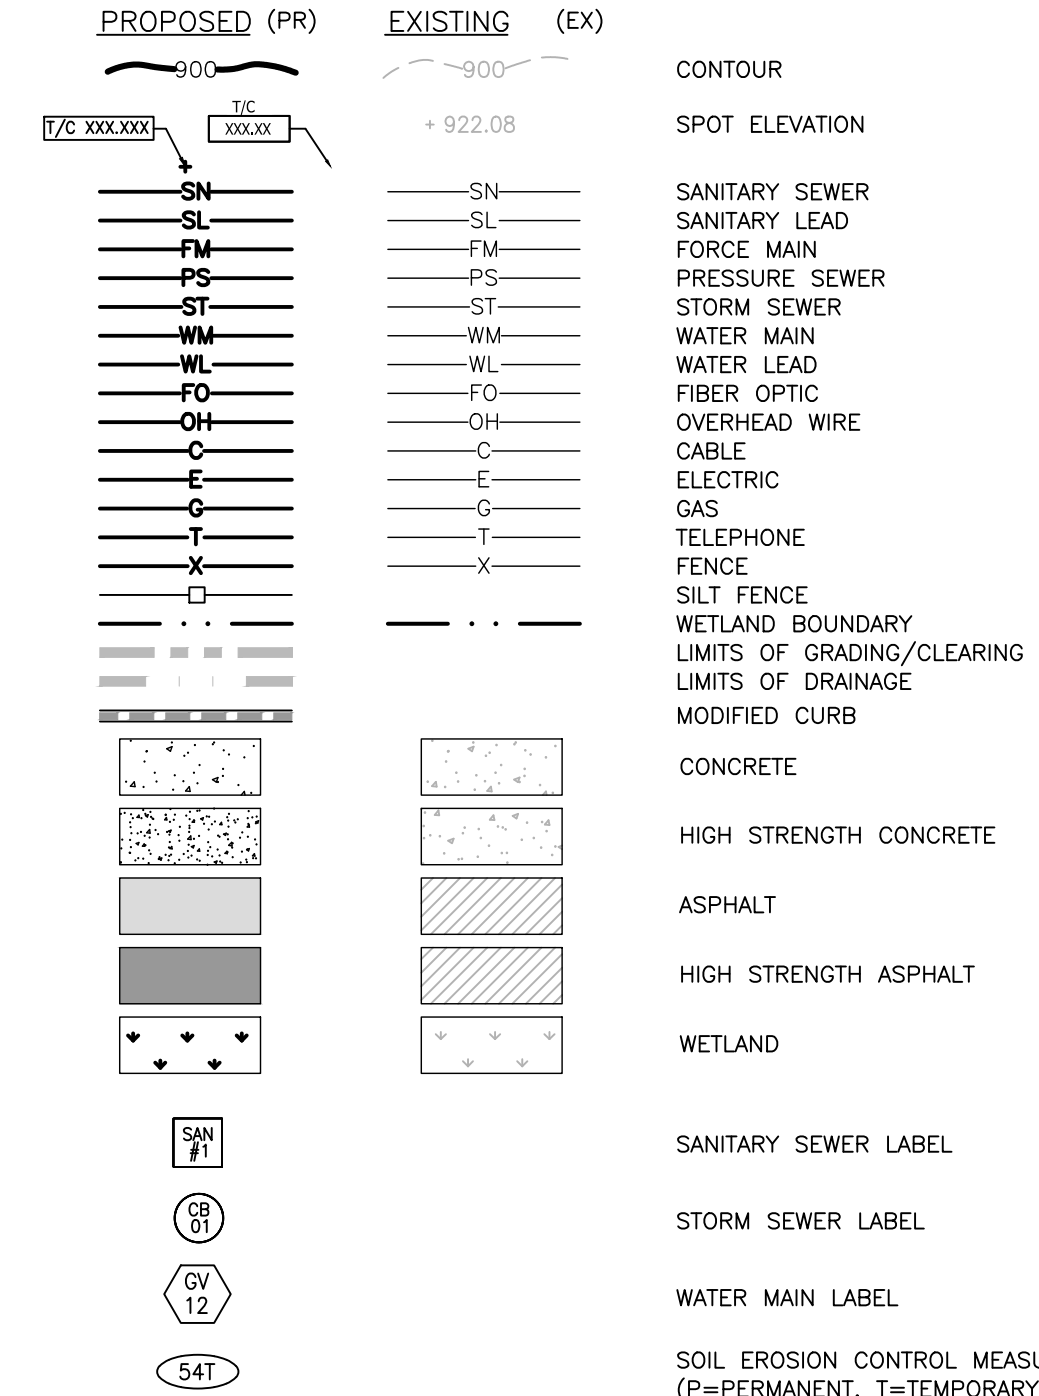 PROPOSED (PR) EXISTING (EX)
900 900 CONTOUR
T/C
T/C XXX.XXX XXX.XX + 922.08 SPOT ELEVATION
SN SN SANITARY SEWER
SL SL SANITARY LEAD
FM FM FORCE MAIN
PS PS PRESSURE SEWER
ST ST STORM SEWER
WM WM WATER MAIN
WL WL WATER LEAD
FO FO FIBER OPTIC
OH OH OVERHEAD WIRE
C C CABLE
E E ELECTRIC
G G GAS
T T TELEPHONE
X X FENCE
SILT FENCE
WETLAND BOUNDARY
LIMITS OF GRADING/CLEARING
LIMITS OF DRAINAGE
MODIFIED CURB
CONCRETE
HIGH STRENGTH CONCRETE
ASPHALT
HIGH STRENGTH ASPHALT
WETLAND
SAN
#1 SANITARY SEWER LABEL
CB
01 STORM SEWER LABEL
GV
12 WATER MAIN LABEL
54T SOIL EROSION CONTROL MEASU
(P=PERMANENT, T=TEMPORARY